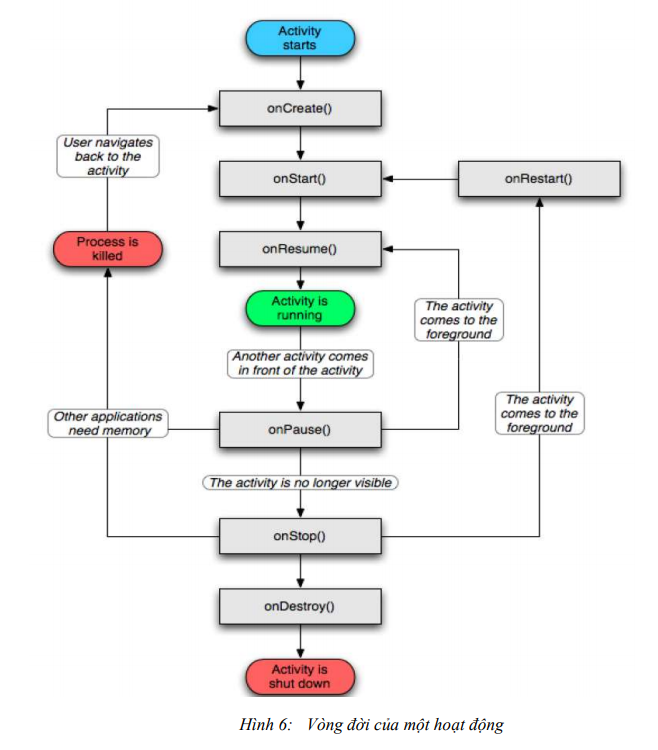 Activity
starts
onCreate()
User navigates
back to the
activity
onStart()
onRestart()
Process is
killed
onResume()
Activity is
running
The activity
comes to the
foreground
Another activity comes
in front of the activity
The activity
comes to the
foreground
Other applications
need memory
onPause()
The activity is no longer visible
onStop()
onDestroy()
Activity is
shut down
Hình 6: Vòng đời của một hoạt động